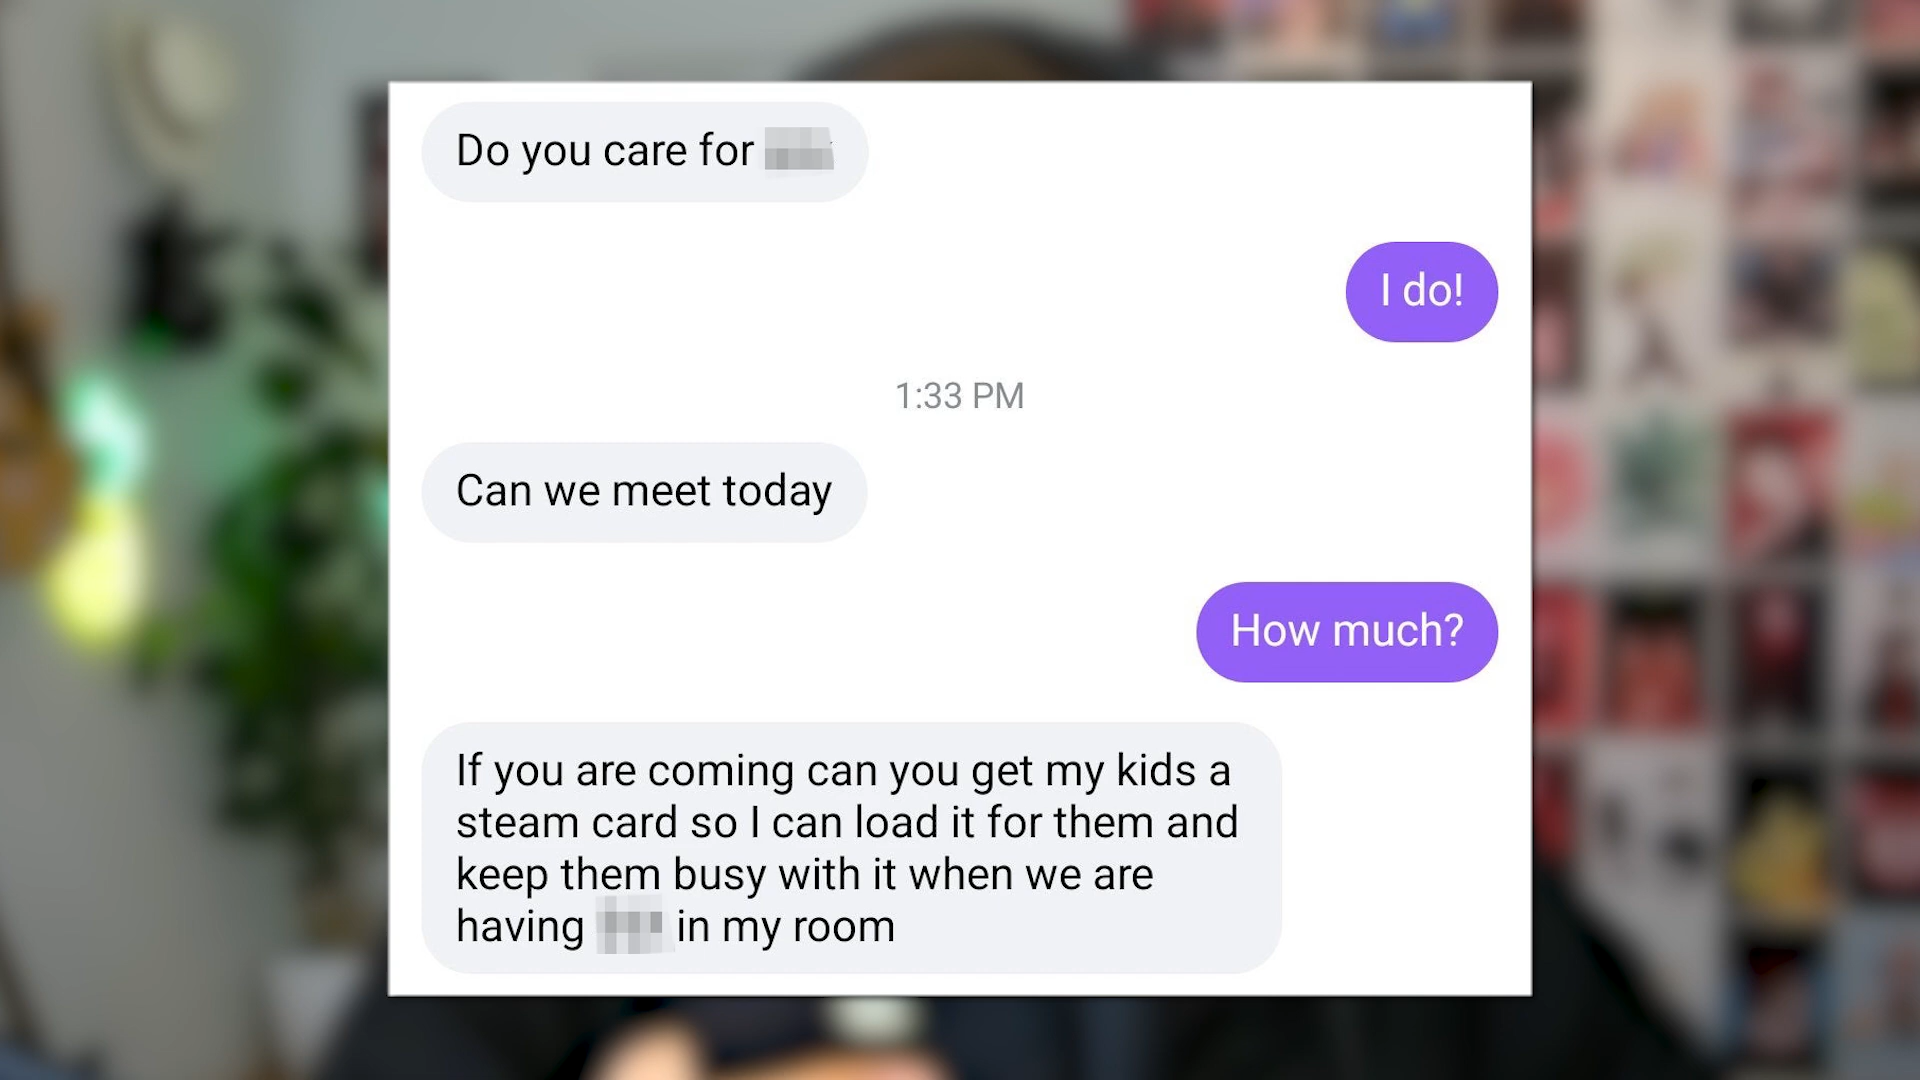 Do you care for
I do!
1:33 PM
Can we meet today
How much?
If you are coming can you get my kids a
steam card so I can load it for them and
keep them busy with it when we are
having in my room